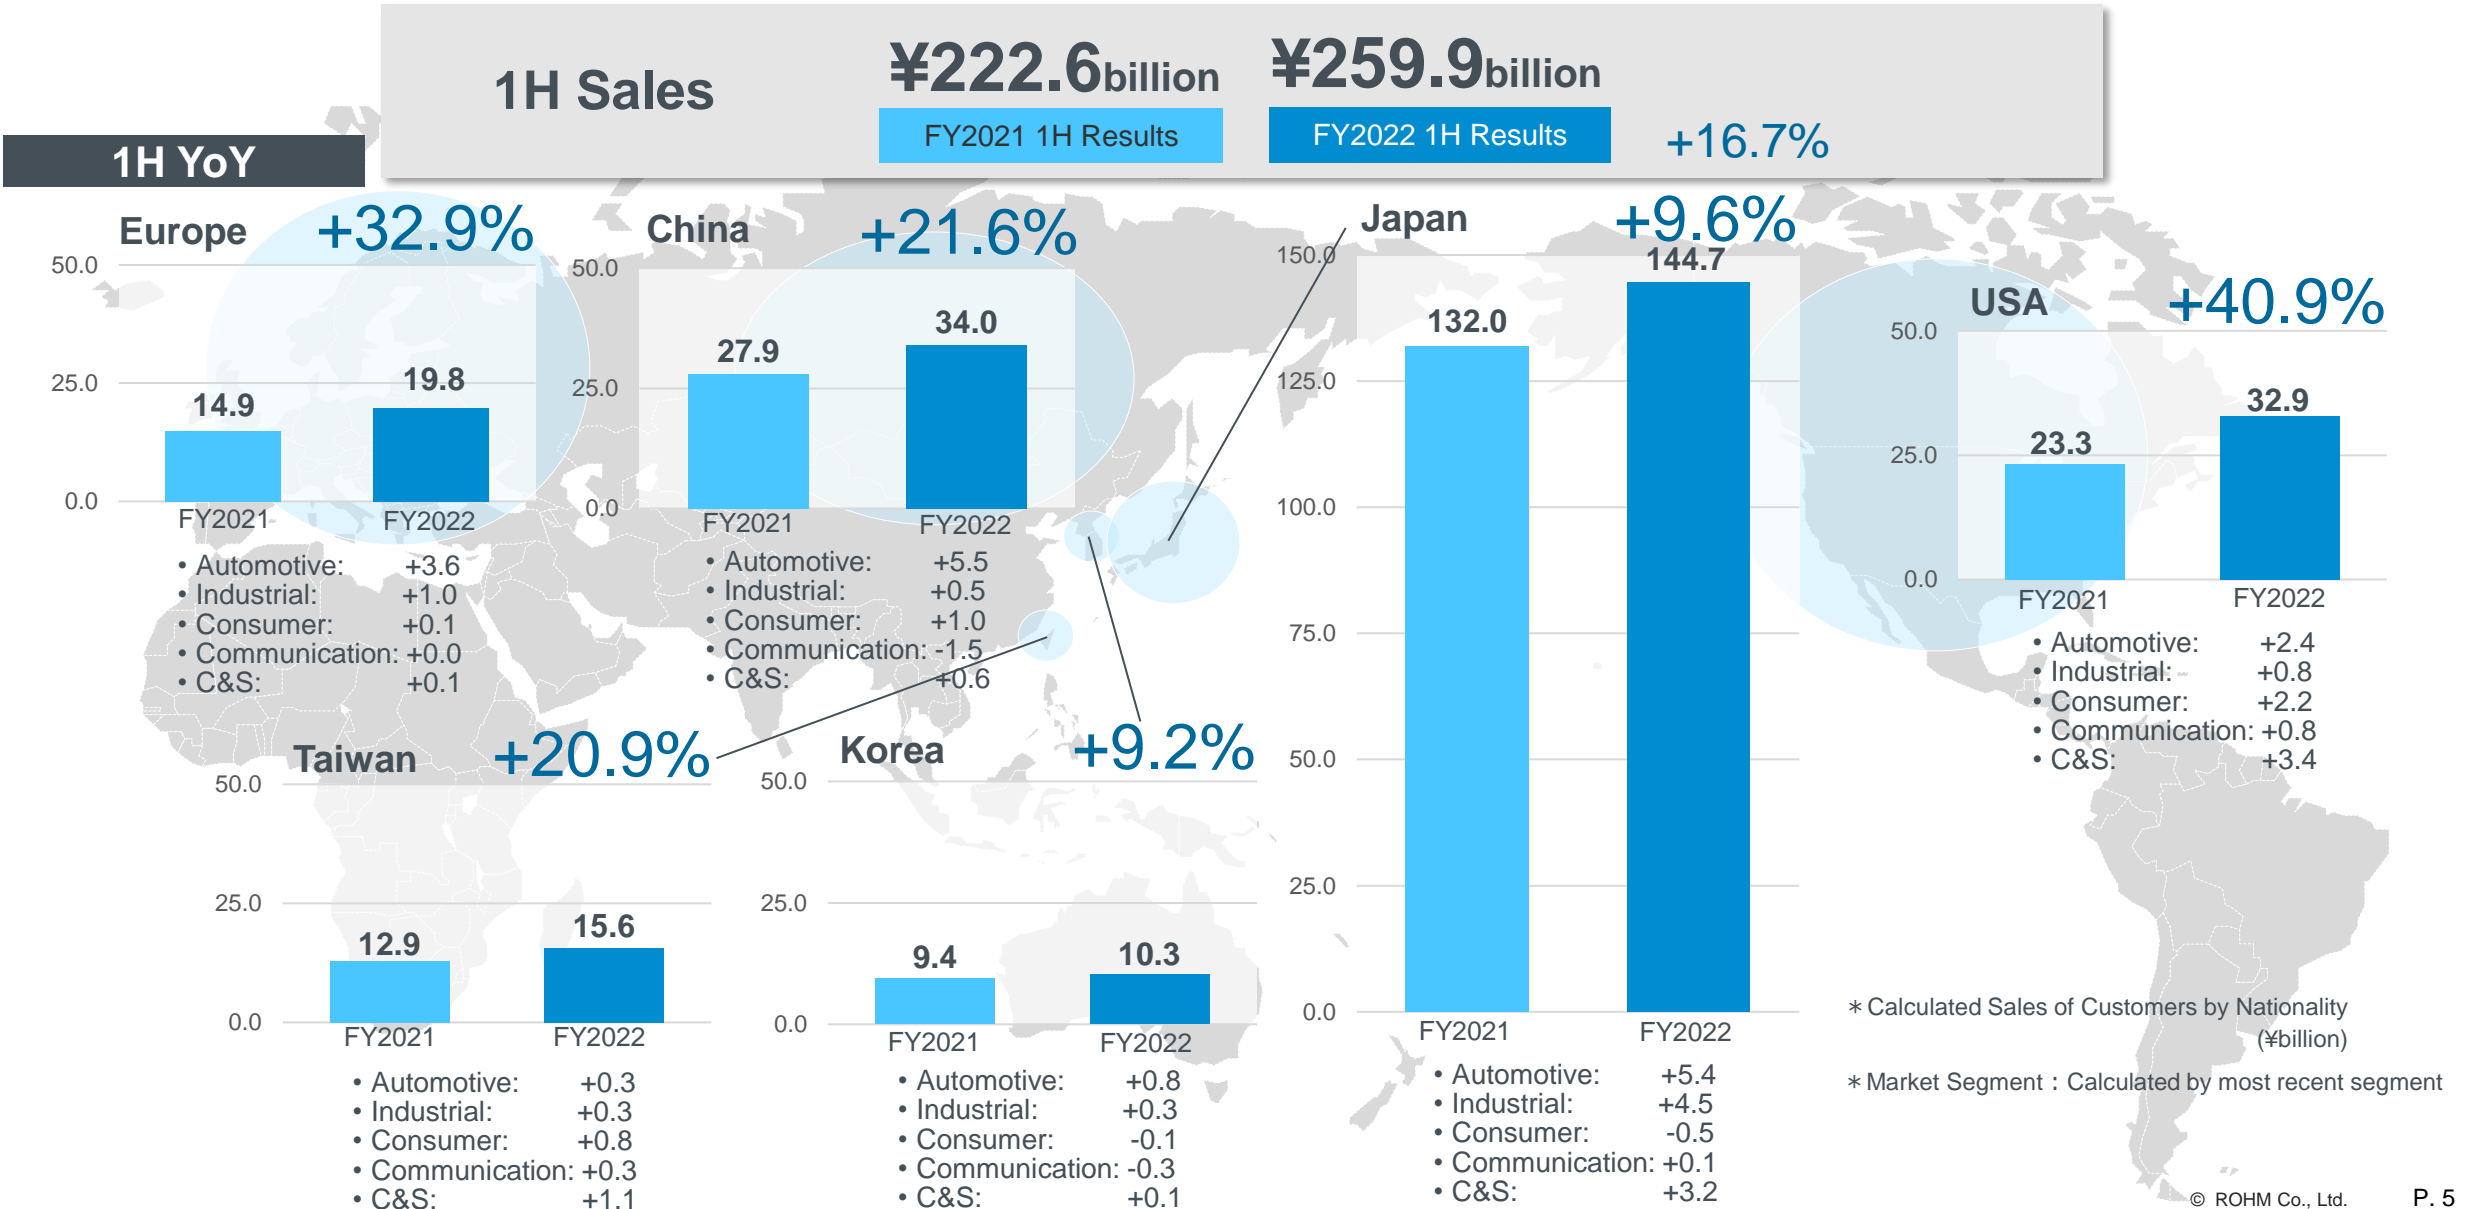 1H Sales
¥222.6billion
¥259.9billion
FY2021 1H Results
FY2022 1H Results
+16.7%
1H YoY
Europe
+32.9%
50.0
25.0
0.0
14.9
19.8
FY2021
FY2022
• Automotive: +3.6
• Industrial: +1.0
• Consumer: +0.1
• Communication: +0.0
• C&S: +0.1
China
+21.6%
50.0
25.0
0.0
27.9
34.0
FY2021
FY2022
• Automotive: +5.5
• Industrial: +0.5
• Consumer: +1.0
• Communication: -1.5
• C&S: +0.6
Japan
+9.6%
150.0
125.0
100.0
75.0
50.0
25.0
0.0
132.0
144.7
FY2021
FY2022
• Automotive: +5.4
• Industrial: +4.5
• Consumer: -0.5
• Communication: +0.1
• C&S: +3.2
USA
+40.9%
50.0
25.0
0.0
23.3
32.9
FY2021
FY2022
• Automotive: +2.4
• Industrial: +0.8
• Consumer: +2.2
• Communication: +0.8
• C&S: +3.4
Taiwan
+20.9%
50.0
25.0
0.0
12.9
15.6
FY2021
FY2022
• Automotive: +0.3
• Industrial: +0.3
• Consumer: +0.8
• Communication: +0.3
• C&S: +1.1
Korea
+9.2%
50.0
25.0
0.0
9.4
10.3
FY2021
FY2022
• Automotive: +0.8
• Industrial: +0.3
• Consumer: -0.1
• Communication: -0.3
• C&S: +0.1
＊Calculated Sales of Customers by Nationality
(¥billion)
＊Market Segment：Calculated by most recent segment
© ROHM Co., Ltd.
P. 5